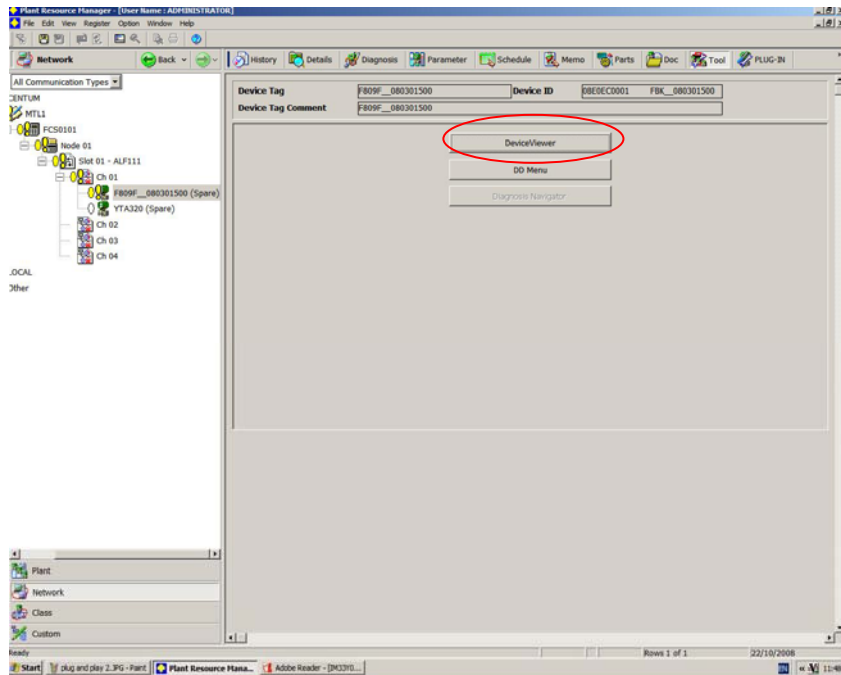 Plant Resource Manager - [User Name : ADMINISTRATOR]
File Edit View Register Option Window Help
Network Back History Details Diagnosis Parameter Schedule Memo Parts Doc Tool PLUG-IN
All Communication Types
CENTUM
MTL1
FCS0101
Node 01
Slot 01 - ALF111
Ch 01
F809F__080301500 (Spare)
YTA320 (Spare)
Ch 02
Ch 03
Ch 04
LOCAL
Other
Device Tag F809F__080301500 Device ID 08E0EC0001 FBK__080301500
Device Tag Comment F809F__080301500
DeviceViewer
DD Menu
Diagnosis Navigator
Plant
Network
Class
Custom
Ready Rows 1 of 1 22/10/2008
Start plug and play 2.JPG - Paint Plant Resource Mana... Adobe Reader - [IM33Y0... EN 11:48